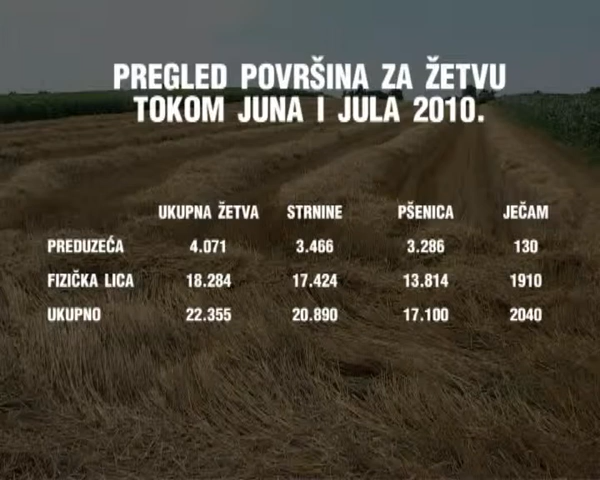 PREGLED POVRŠINA ZA ŽETVU
TOKOM JUNA I JULA 2010.
UKUPNA ŽETVA STRNINE PŠENICA JEČAM
PREDUZEĆA 4.071 3.466 3.286 130
FIZIČKA LICA 18.284 17.424 13.814 1910
UKUPNO 22.355 20.890 17.100 2040